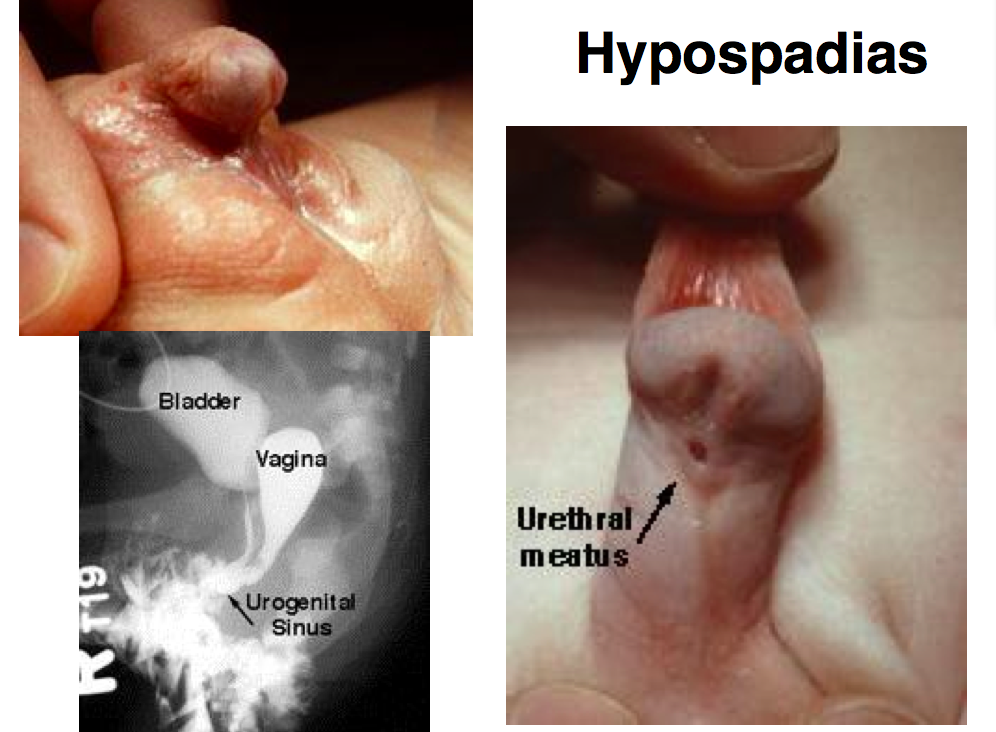 Hypospadias
Bladder
Vagina
Urogenital
Sinus
R T19
Urethral
meatus